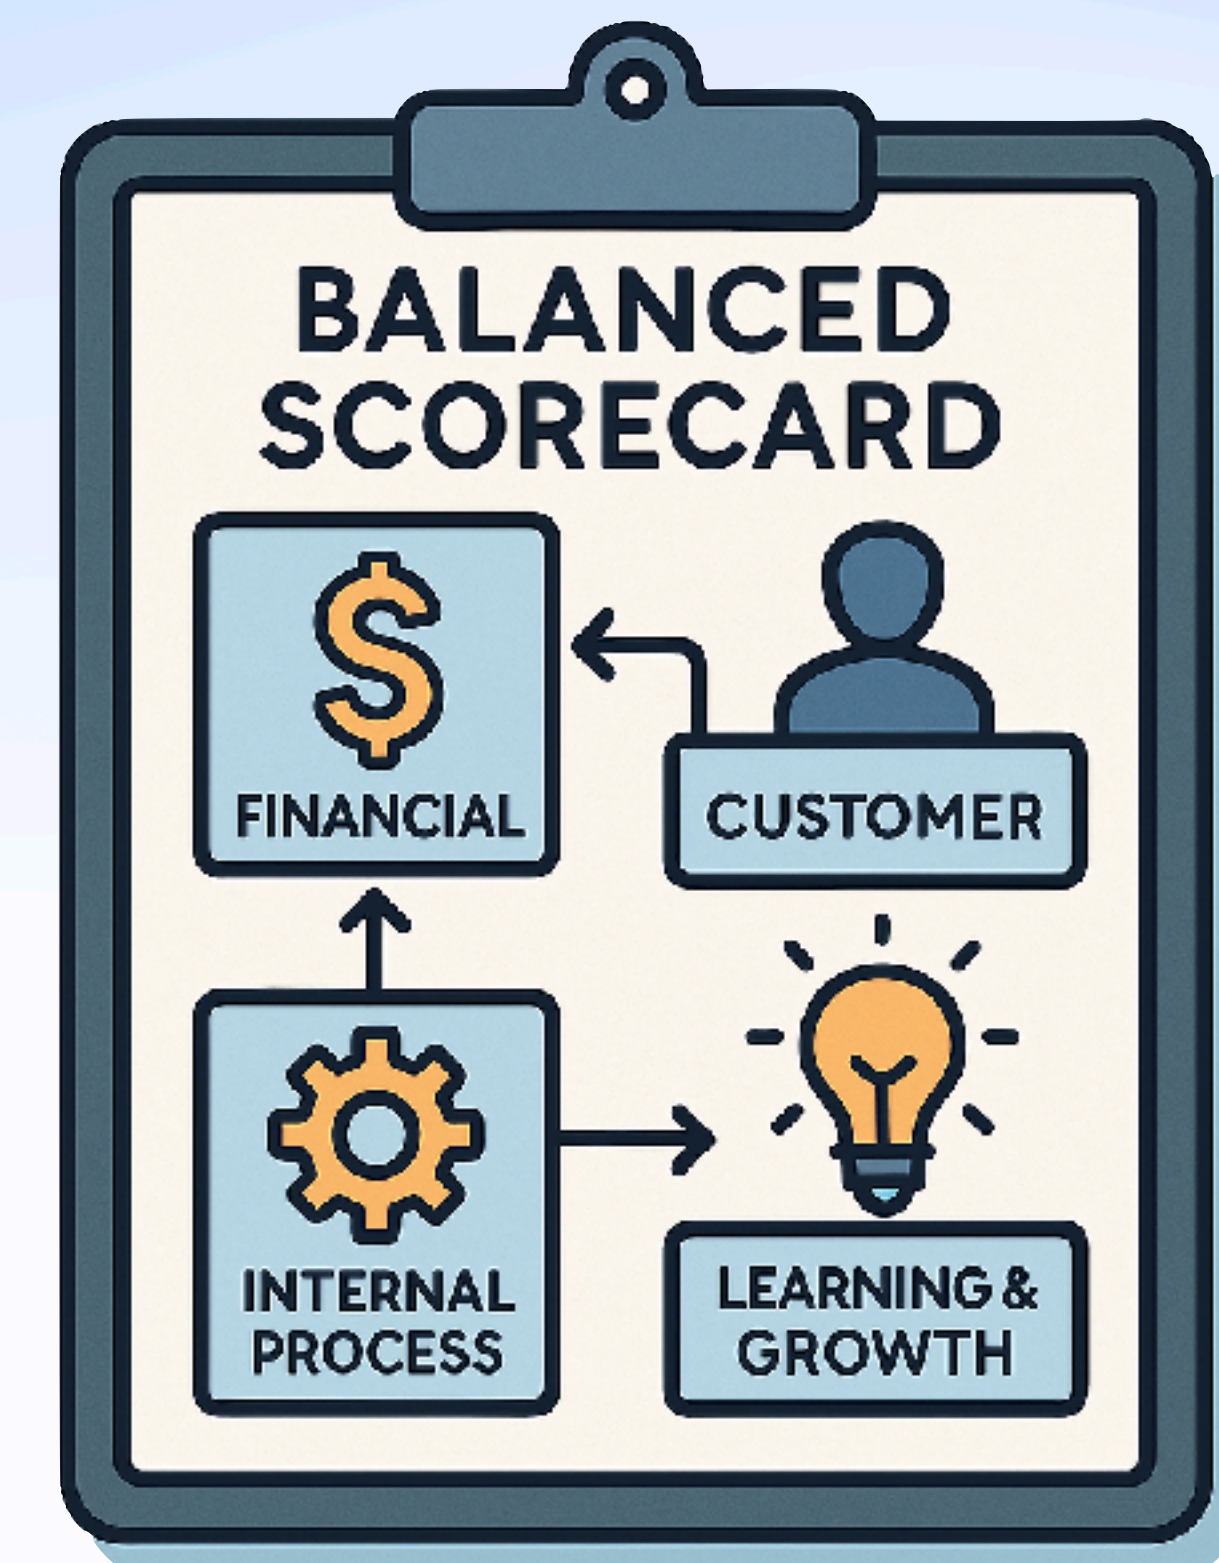 BALANCED
SCORECARD
$
FINANCIAL
CUSTOMER
INTERNAL
PROCESS
LEARNING &
GROWTH